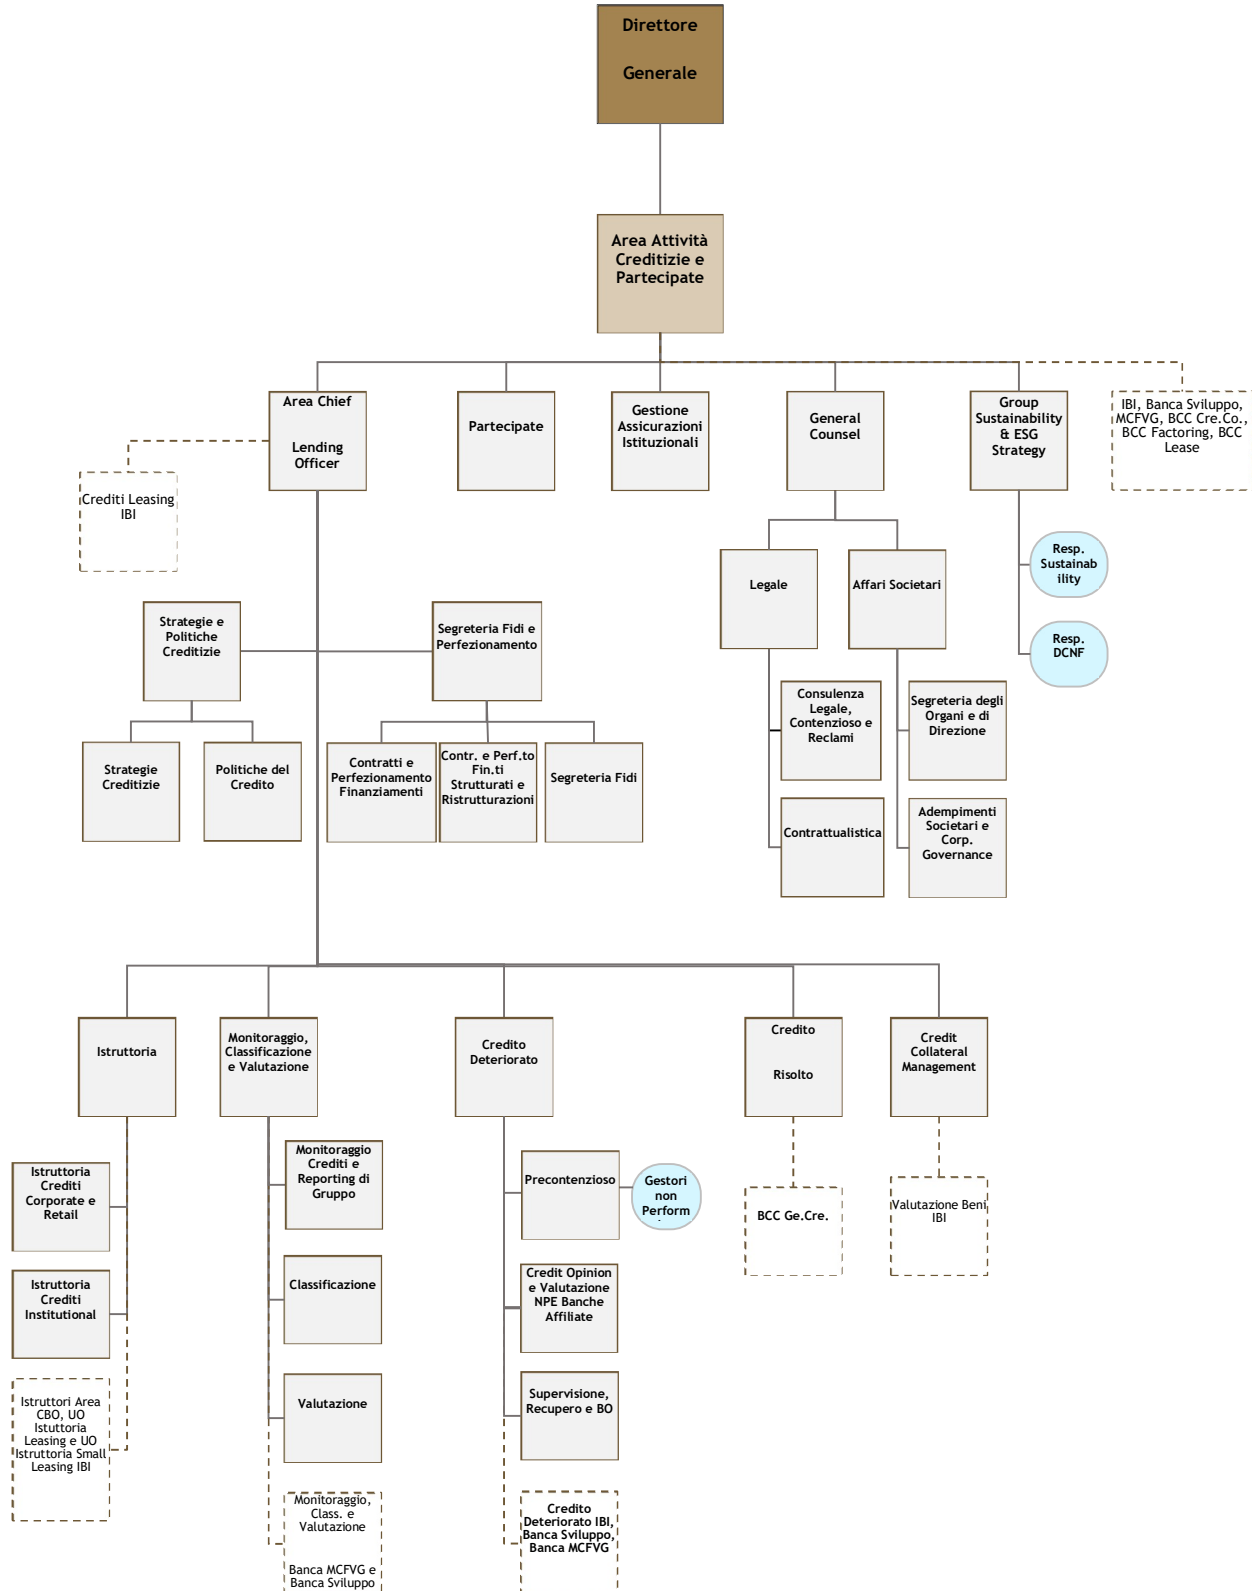 Direttore
Generale
Area Attività
Creditizie e
Partecipate
Area Chief
Lending
Officer
Partecipate
Gestione
Assicurazioni
Istituzionali
General
Counsel
Group
Sustainability
& ESG
Strategy
IBI, Banca Sviluppo,
MCFVG, BCC Cre.Co.,
BCC Factoring, BCC
Lease
Crediti Leasing
IBI
Legale
Affari Societari
Resp.
Sustainab
ility
Resp.
DCNF
Strategie e
Politiche
Creditizie
Segreteria Fidi e
Perfezionamento
Consulenza
Legale,
Contenzioso e
Reclami
Segreteria degli
Organi e di
Direzione
Strategie
Creditizie
Politiche del
Credito
Contratti e
Perfezionamento
Finanziamenti
Contr. e Perf.to
Fin.ti
Strutturati e
Ristrutturazioni
Segreteria Fidi
Contrattualistica
Adempimenti
Societari e
Corp.
Governance
Istruttoria
Monitoraggio,
Classificazione
e Valutazione
Credito
Deteriorato
Credito
Risolto
Credit
Collateral
Management
Istruttoria
Crediti
Corporate e
Retail
Monitoraggio
Crediti e
Reporting di
Gruppo
Precontenzioso
Gestori
non
Perform
BCC Ge.Cre.
Valutazione Beni
IBI
Istruttoria
Crediti
Institutional
Classificazione
Credit Opinion
e Valutazione
NPE Banche
Affiliate
Istruttori Area
CBO, UO
Istuttoria
Leasing e UO
Istruttoria Small
Leasing IBI
Valutazione
Supervisione,
Recupero e BO
Monitoraggio,
Class. e
Valutazione
Banca MCFVG e
Banca Sviluppo
Credito
Deteriorato IBI,
Banca Sviluppo,
Banca MCFVG